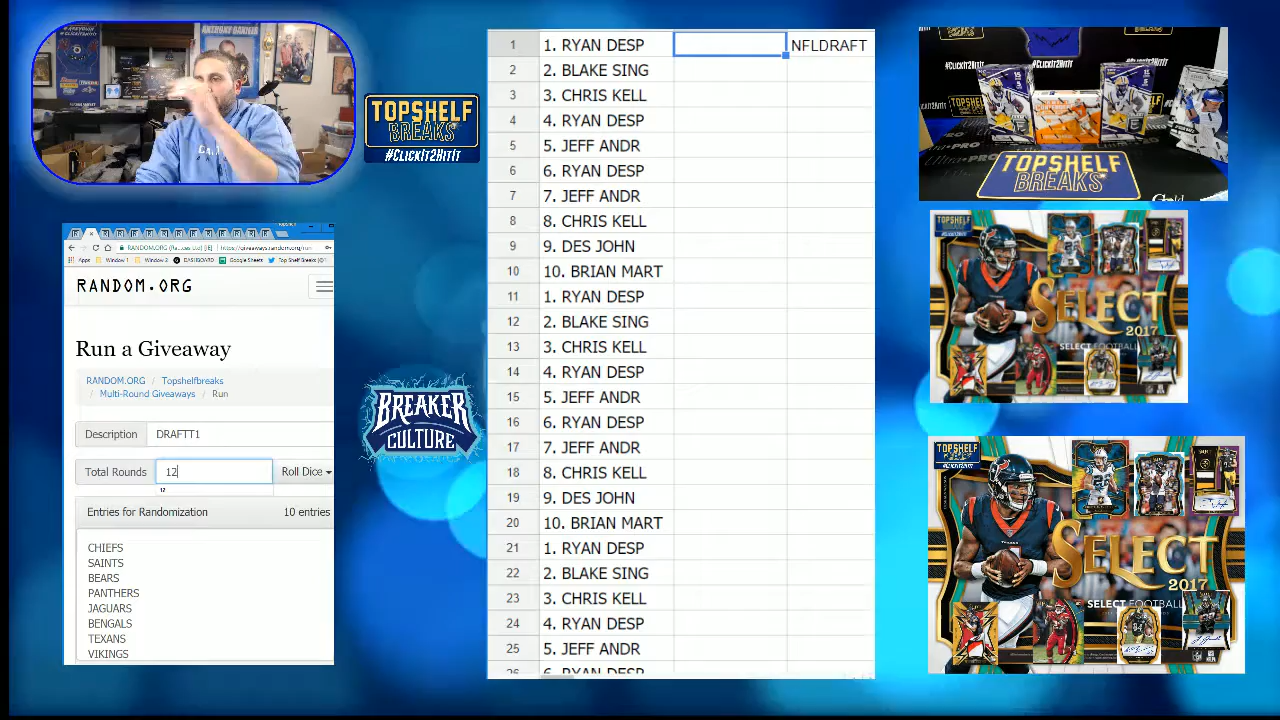 TOPSHELF
BREAKS
#CLICKIT2HITIT
RANDOM.ORG
Run a Giveaway
RANDOM.ORG / Topshelfbreaks
/ Multi-Round Giveaways / Run
Description DRAFTT1
Total Rounds 12 Roll Dice
12
Entries for Randomization 10 entries
CHIEFS
SAINTS
BEARS
PANTHERS
JAGUARS
BENGALS
TEXANS
VIKINGS
BREAKER
CULTURE
1 1. RYAN DESP NFLDRAFT
2 2. BLAKE SING
3 3. CHRIS KELL
4 4. RYAN DESP
5 5. JEFF ANDR
6 6. RYAN DESP
7 7. JEFF ANDR
8 8. CHRIS KELL
9 9. DES JOHN
10 10. BRIAN MART
11 1. RYAN DESP
12 2. BLAKE SING
13 3. CHRIS KELL
14 4. RYAN DESP
15 5. JEFF ANDR
16 6. RYAN DESP
17 7. JEFF ANDR
18 8. CHRIS KELL
19 9. DES JOHN
20 10. BRIAN MART
21 1. RYAN DESP
22 2. BLAKE SING
23 3. CHRIS KELL
24 4. RYAN DESP
25 5. JEFF ANDR
26 6. RYAN DESP
TOPSHELF
BREAKS
SELECT
2017
SELECT FOOTBALL
TOPSHELF
SELECT
2017
SELECT FOOTBALL